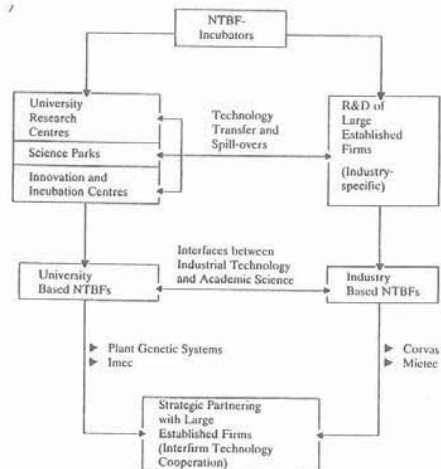 NTBF-
Incubators
University
Research
Centres
Science Parks
Innovation and
Incubation Centres
Technology
Transfer and
Spill-overs
R&D of
Large
Established
Firms
(Industry-
specific)
Interfaces between
Industrial Technology
and Academic Science
University
Based NTBFs
Industry
Based NTBFs
Plant Genetic Systems
Imec
Corvas
Mietec
Strategic Partnering
with Large
Established Firms
(Interfirm Technology
Cooperation)